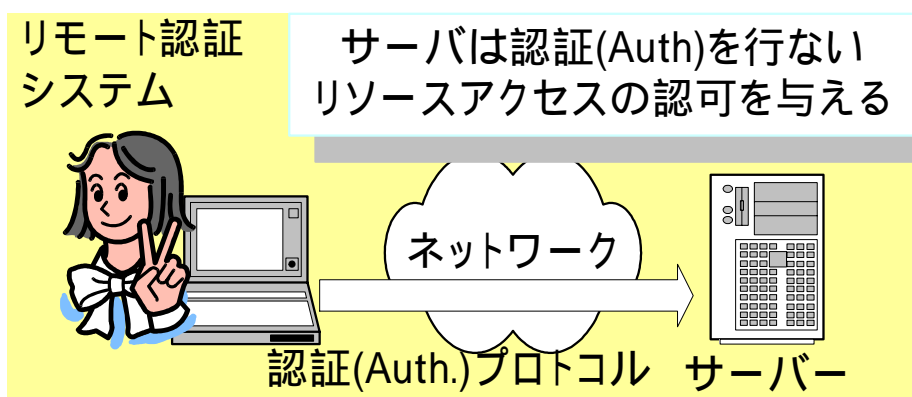 リモート認証
システム
サーバは認証(Auth)を行ない
リソースアクセスの認可を与える
ネットワーク
認証(Auth.)プロトコル
サーバー